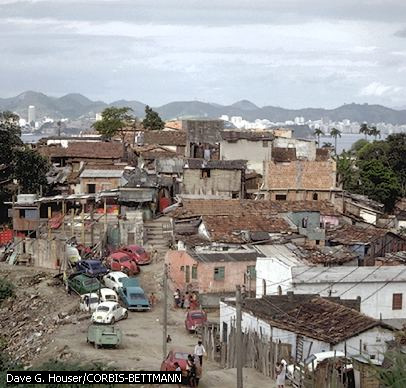 Dave G. Houser/CORBIS-BETTMANN